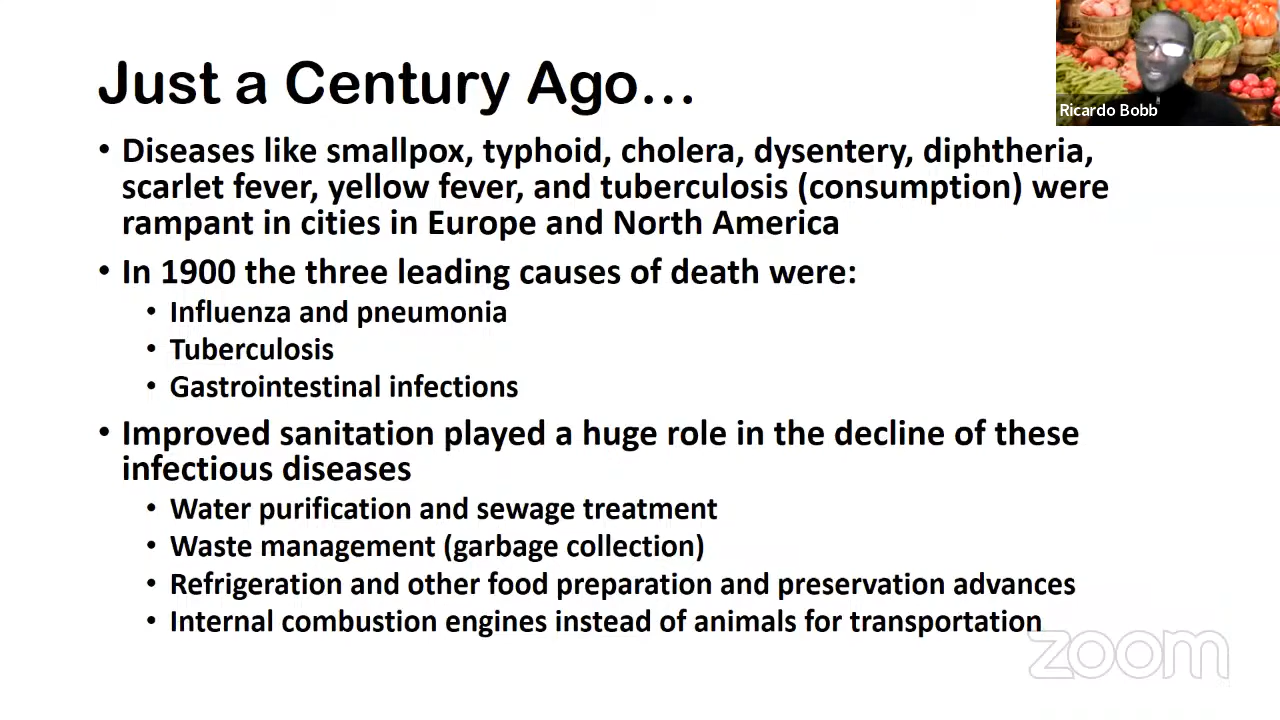 Just a Century Ago…
Ricardo Bobb
• Diseases like smallpox, typhoid, cholera, dysentery, diphtheria,
scarlet fever, yellow fever, and tuberculosis (consumption) were
rampant in cities in Europe and North America
• In 1900 the three leading causes of death were:
• Influenza and pneumonia
• Tuberculosis
• Gastrointestinal infections
• Improved sanitation played a huge role in the decline of these
infectious diseases
• Water purification and sewage treatment
• Waste management (garbage collection)
• Refrigeration and other food preparation and preservation advances
• Internal combustion engines instead of animals for transportation
zoom